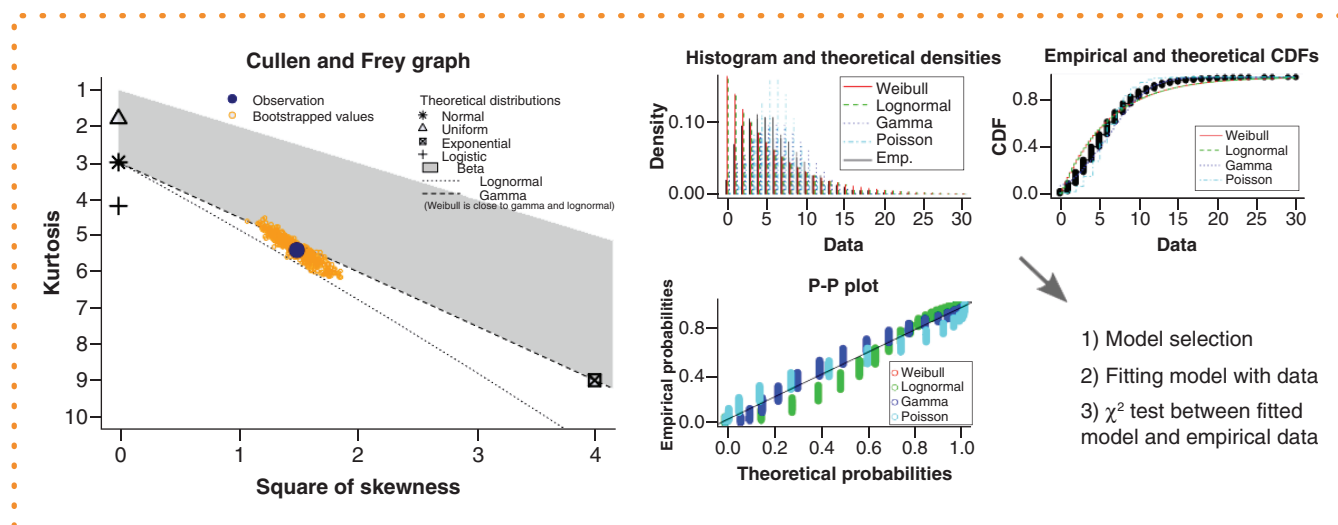 Cullen and Frey graph
Observation
Bootstrapped values
Theoretical distributions
Normal
Uniform
Exponential
Logistic
Beta
Lognormal
Gamma
(Weibull is close to gamma and lognormal)
Kurtosis
1
2
3
4
5
6
7
8
9
10
0 1 2 3 4
Square of skewness
Histogram and theoretical densities
Density
0.10
0.00
Weibull
Lognormal
Gamma
Poisson
Emp.
0 5 10 15 20 25 30
Data
Empirical and theoretical CDFs
CDF
0.8
0.4
0.0
Weibull
Lognormal
Gamma
Poisson
0 5 10 15 20 25 30
Data
P-P plot
Empirical probabilities
0.8
0.4
0.0
Weibull
Lognormal
Gamma
Poisson
0.0 0.2 0.4 0.6 0.8 1.0
Theoretical probabilities
1) Model selection
2) Fitting model with data
3) χ² test between fitted
model and empirical data